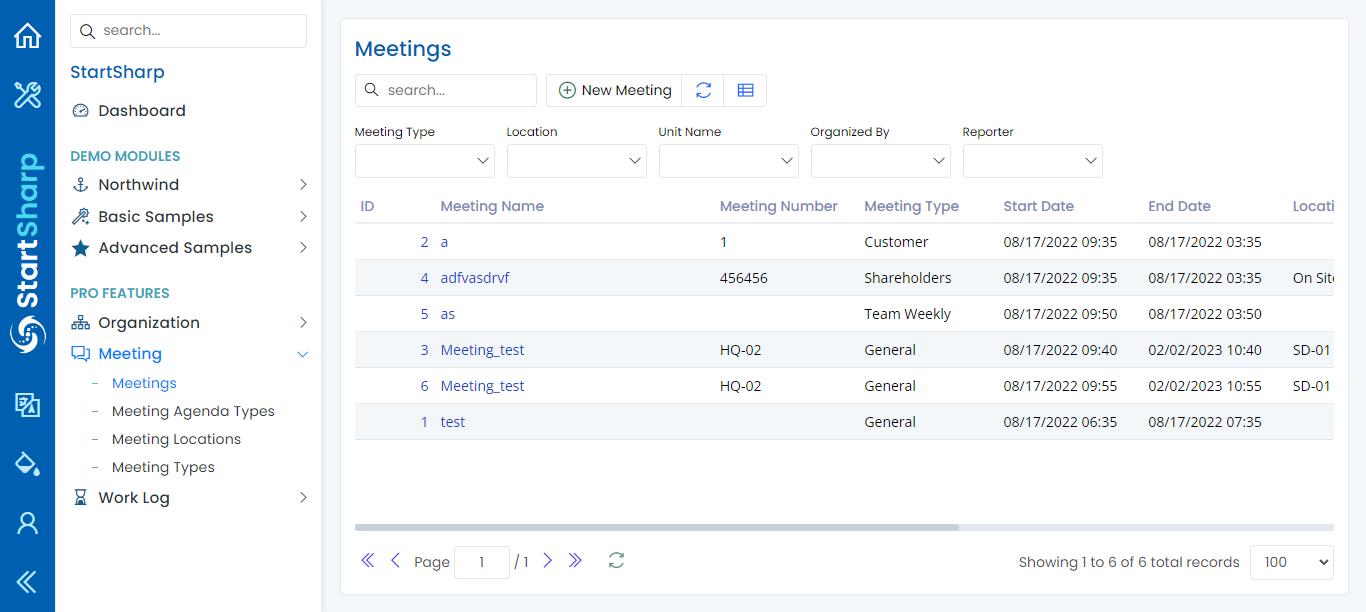 search...
StartSharp
Dashboard
DEMO MODULES
Northwind
Basic Samples
Advanced Samples
PRO FEATURES
Organization
Meeting
Meetings
Meeting Agenda Types
Meeting Locations
Meeting Types
Work Log
StartSharp
Meetings
search...
New Meeting
Meeting Type Location Unit Name Organized By Reporter
ID Meeting Name Meeting Number Meeting Type Start Date End Date Locati
2 a 1 Customer 08/17/2022 09:35 08/17/2022 03:35
4 adfvasdrvf 456456 Shareholders 08/17/2022 09:35 08/17/2022 03:35 On Site
5 as Team Weekly 08/17/2022 09:50 08/17/2022 03:50
3 Meeting_test HQ-02 General 08/17/2022 09:40 02/02/2023 10:40 SD-01
6 Meeting_test HQ-02 General 08/17/2022 09:55 02/02/2023 10:55 SD-01
1 test General 08/17/2022 06:35 08/17/2022 07:35
Page 1 / 1
Showing 1 to 6 of 6 total records 100